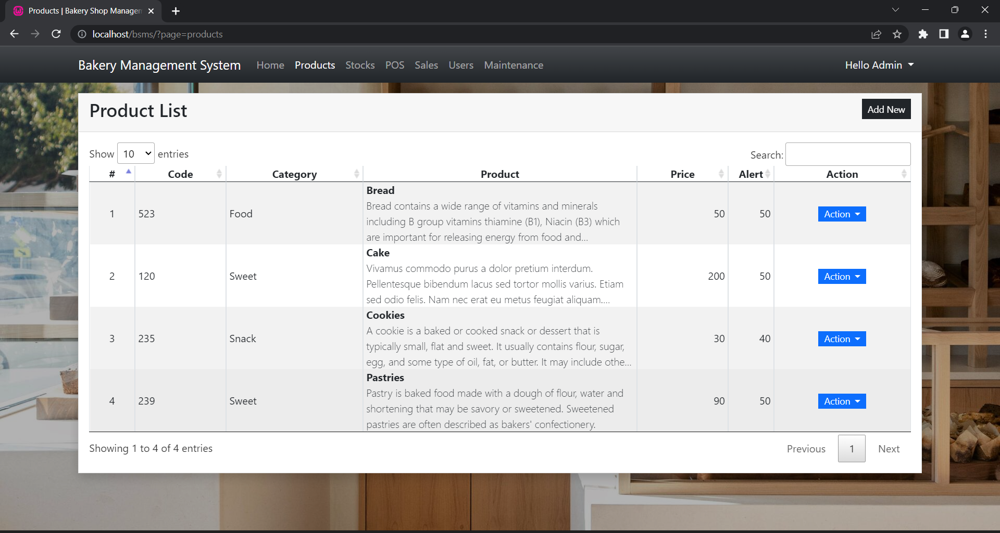 Products | Bakery Shop Manager
localhost/bsms/?page=products
Bakery Management System Home Products Stocks POS Sales Users Maintenance Hello Admin
Product List Add New
Show 10 entries Search:
# Code Category Product Price Alert Action
1 523 Food Bread 50 50 Action
Bread contains a wide range of vitamins and minerals
including B group vitamins thiamine (B1), Niacin (B3) which
are important for releasing energy from food and...
2 120 Sweet Cake 200 50 Action
Vivamus commodo purus a dolor pretium interdum.
Pellentesque bibendum lacus sed tortor mollis varius. Etiam
sed odio felis. Nam nec erat eu metus feugiat aliquam....
3 235 Snack Cookies 30 40 Action
A cookie is a baked or cooked snack or dessert that is
typically small, flat and sweet. It usually contains flour, sugar,
egg, and some type of oil, fat, or butter. It may include othe...
4 239 Sweet Pastries 90 50 Action
Pastry is baked food made with a dough of flour, water and
shortening that may be savory or sweetened. Sweetened
pastries are often described as bakers' confectionery.
Showing 1 to 4 of 4 entries Previous 1 Next